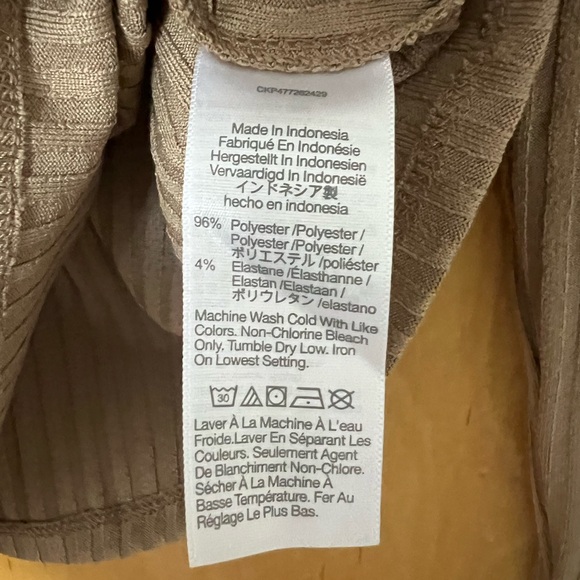 CKP477262429
Made In Indonesia
Fabriqué En Indonésie
Hergestellt In Indonesien
Vervaardigd In Indonesië
インドネシア製
hecho en indonesia
96% Polyester /Polyester /
Polyester /Polyester /
ポリエステル /poliéster
4% Elastane /Élasthanne /
Elastan /Elastaan /
ポリウレタン /elastano
Machine Wash Cold With Like
Colors. Non-Chlorine Bleach
Only. Tumble Dry Low. Iron
On Lowest Setting.
30
Laver À La Machine À L'eau
Froide.Laver En Séparant Les
Couleurs. Seulement Agent
De Blanchiment Non-Chlore.
Sécher À La Machine À
Basse Température. Fer Au
Réglage Le Plus Bas.